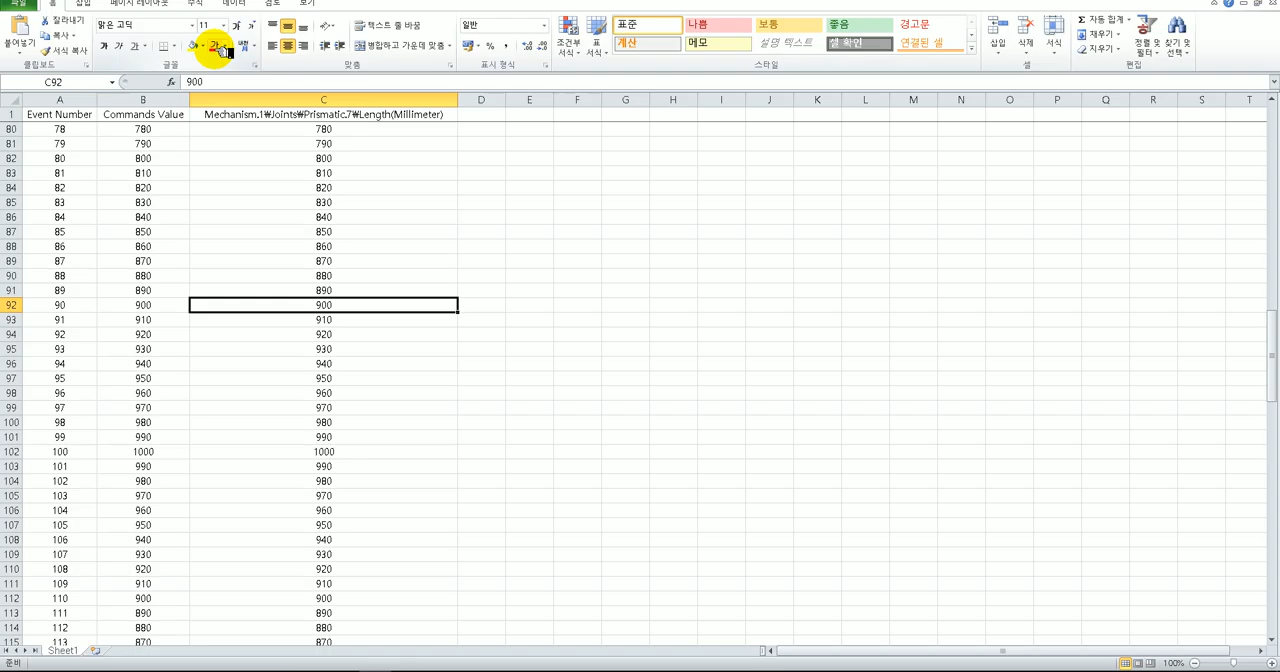 파일 홈 삽입 페이지 레이아웃 수식 데이터 검토 보기
붙여넣기 잘라내기 복사 서식 복사
클립보드
맑은 고딕 11
가 가 가 간
글꼴
텍스트 줄 바꿈
병합하고 가운데 맞춤
맞춤
일반
% ,
표시 형식
조건부 서식 표 서식
표준 나쁨 보통 좋음 경고문
계산 메모 설명 텍스트 셀 확인 연결된 셀
스타일
삽입 삭제 서식
셀
Σ 자동 합계
채우기
지우기
정렬 및 필터 찾기 및 선택
편집
C92 fx 900
A B C D E F G H I J K L M N O P Q R S T
1 Event Number Commands Value Mechanism.1₩Joints₩Prismatic.7₩Length(Millimeter)
80 78 780 780
81 79 790 790
82 80 800 800
83 81 810 810
84 82 820 820
85 83 830 830
86 84 840 840
87 85 850 850
88 86 860 860
89 87 870 870
90 88 880 880
91 89 890 890
92 90 900 900
93 91 910 910
94 92 920 920
95 93 930 930
96 94 940 940
97 95 950 950
98 96 960 960
99 97 970 970
100 98 980 980
101 99 990 990
102 100 1000 1000
103 101 990 990
104 102 980 980
105 103 970 970
106 104 960 960
107 105 950 950
108 106 940 940
109 107 930 930
110 108 920 920
111 109 910 910
112 110 900 900
113 111 890 890
114 112 880 880
115 113 870 870
Sheet1
준비 100%